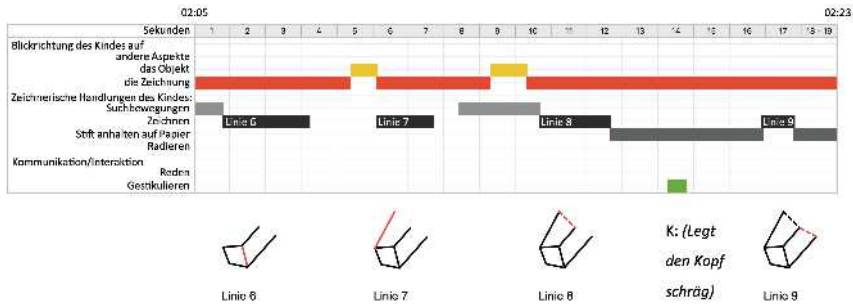 02:05 02:23
Sekunden 1 2 3 4 5 6 7 8 9 10 11 12 13 14 15 16 17 18 - 19
Blickrichtung des Kindes auf
andere Aspekte
das Objekt
die Zeichnung
Zeichnerische Handlungen des Kindes:
Suchbewegungen
Zeichnen Linie 6 Linie 7 Linie 8 Linie 9
Stift anhalten auf Papier
Radieren
Kommunikation/Interaktion
Reden
Gestikulieren
K: (Legt
den Kopf
schräg)
Linie 6 Linie 7 Linie 8 Linie 9